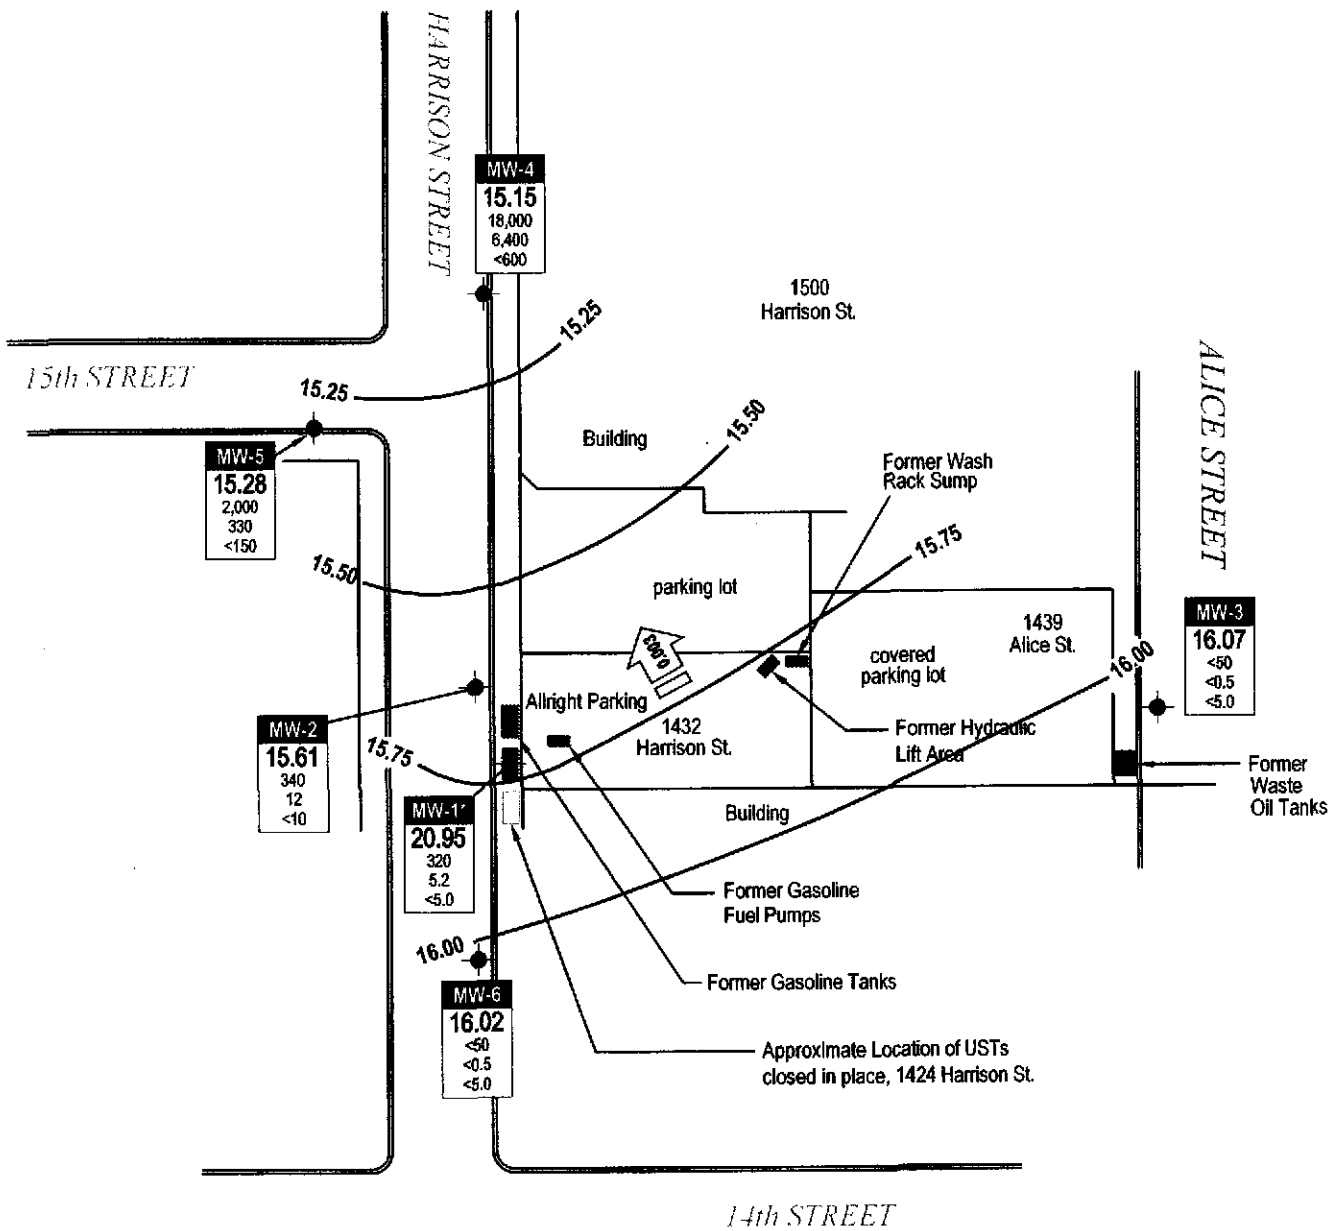 HARRISON STREET
MW-4
15.15
18,000
6,400
<600
1500
Harrison St.
15.25
15th STREET
15.25
ALICE STREET
15.50
Building
MW-5
15.28
2,000
330
<150
Former Wash
Rack Sump
15.75
15.50
parking lot
MW-3
16.07
<50
<0.5
<5.0
1439
Alice St.
0.003
covered
parking lot
16.00
Allright Parking
1432
Harrison St.
Former Hydraulic
Lift Area
MW-2
15.61
340
12
<10
15.75
Former
Waste
Oil Tanks
MW-1*
20.95
320
5.2
<5.0
Building
Former Gasoline
Fuel Pumps
16.00
Former Gasoline Tanks
MW-6
16.02
<50
<0.5
<5.0
Approximate Location of USTs
closed in place, 1424 Harrison St.
14th STREET